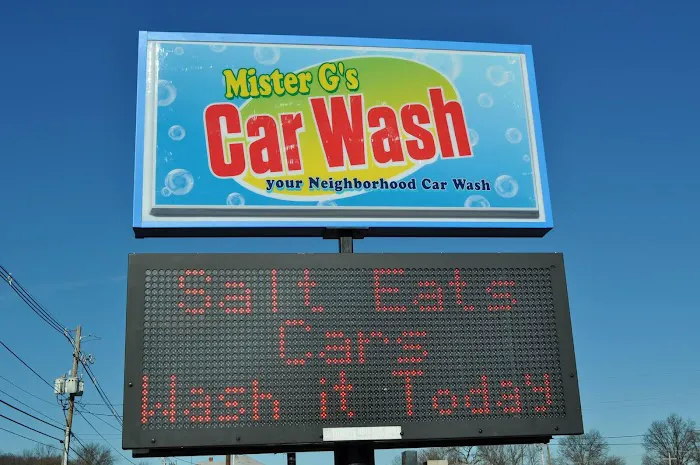 Mister G's
Car Wash
your Neighborhood Car Wash
Salt Eats
Cars
Wash it Today